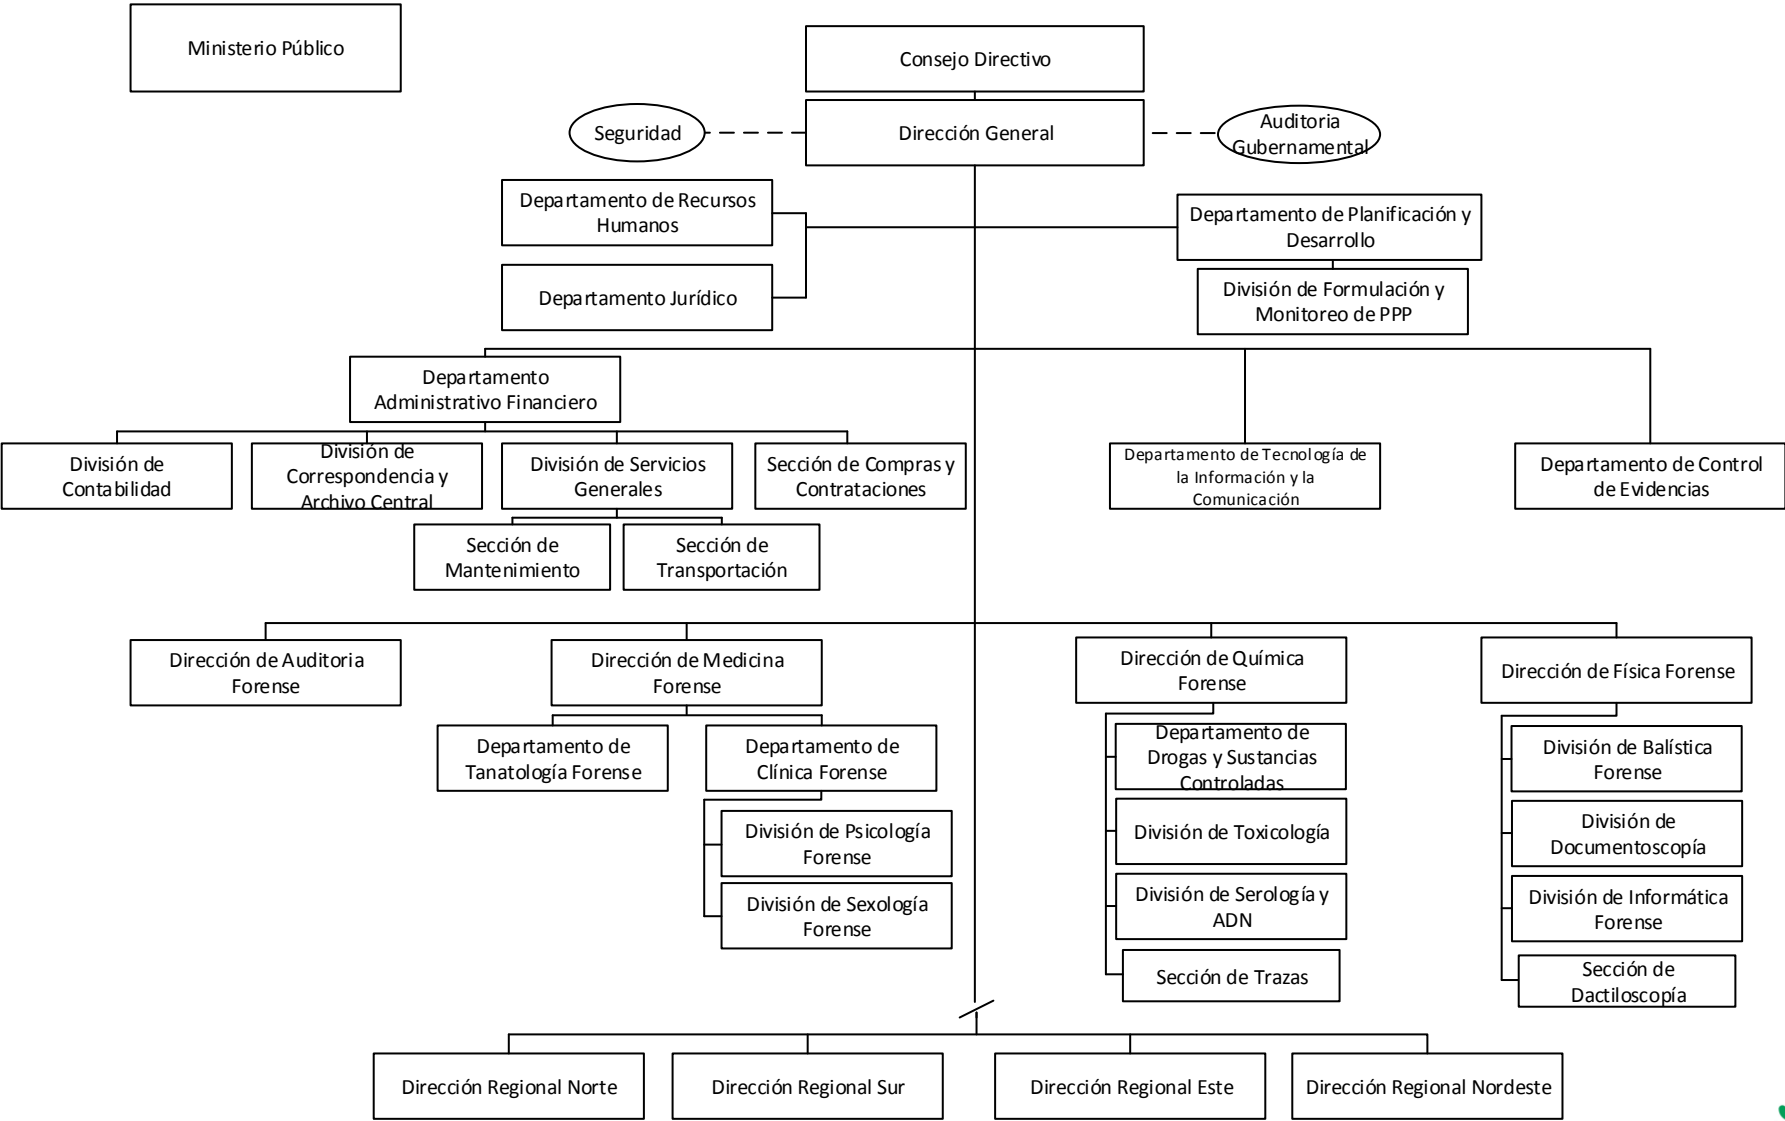 Ministerio Público
Consejo Directivo
Seguridad
Dirección General
Auditoria
Gubernamental
Departamento de Recursos
Humanos
Departamento de Planificación y
Desarrollo
Departamento Jurídico
División de Formulación y
Monitoreo de PPP
Departamento
Administrativo Financiero
División de
Contabilidad
División de
Correspondencia y
Archivo Central
División de Servicios
Generales
Sección de Compras y
Contrataciones
Departamento de Tecnología de
la Información y la
Comunicación
Departamento de Control
de Evidencias
Sección de
Mantenimiento
Sección de
Transportación
Dirección de Auditoria
Forense
Dirección de Medicina
Forense
Dirección de Química
Forense
Dirección de Física Forense
Departamento de
Tanatología Forense
Departamento de
Clínica Forense
División de Psicología
Forense
División de Sexología
Forense
Departamento de
Drogas y Sustancias
Controladas
División de Toxicología
División de Serología y
ADN
Sección de Trazas
División de Balística
Forense
División de
Documentoscopía
División de Informática
Forense
Sección de
Dactiloscopía
Dirección Regional Norte
Dirección Regional Sur
Dirección Regional Este
Dirección Regional Nordeste